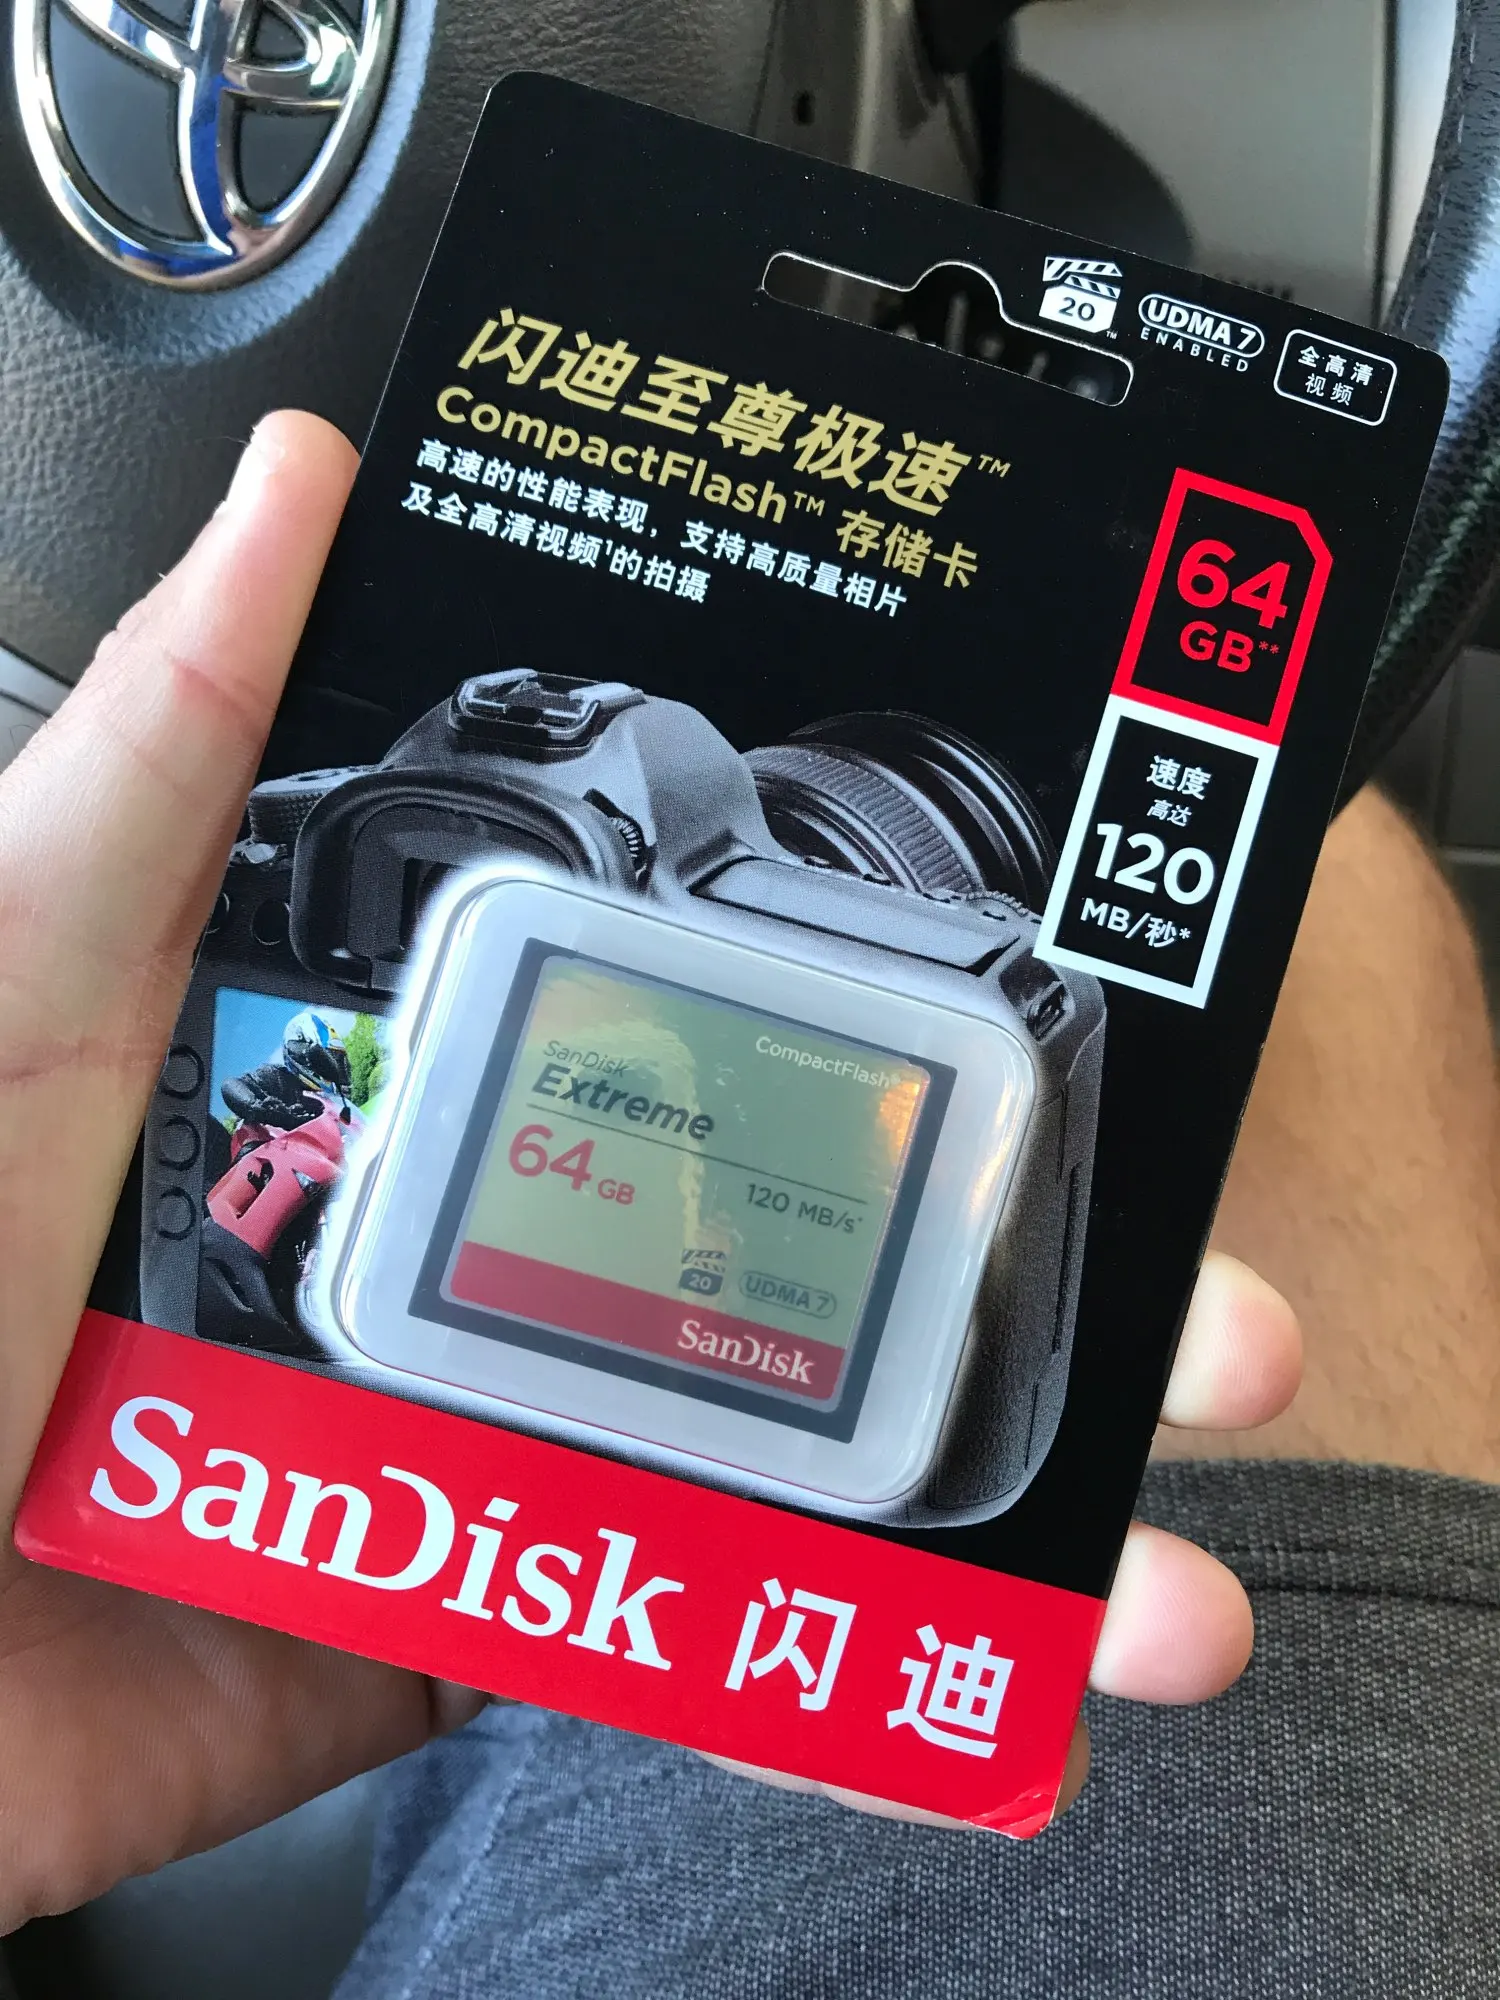 20™
UDMA 7
ENABLED
全高清
视频
闪迪至尊极速™
CompactFlash™ 存储卡
高速的性能表现，支持高质量相片
及全高清视频¹的拍摄
64
GB**
速度
高达
120
MB/秒*
CompactFlash®
SanDisk
Extreme
64 GB
120 MB/s*
20
UDMA 7
SanDisk
SanDisk 闪迪